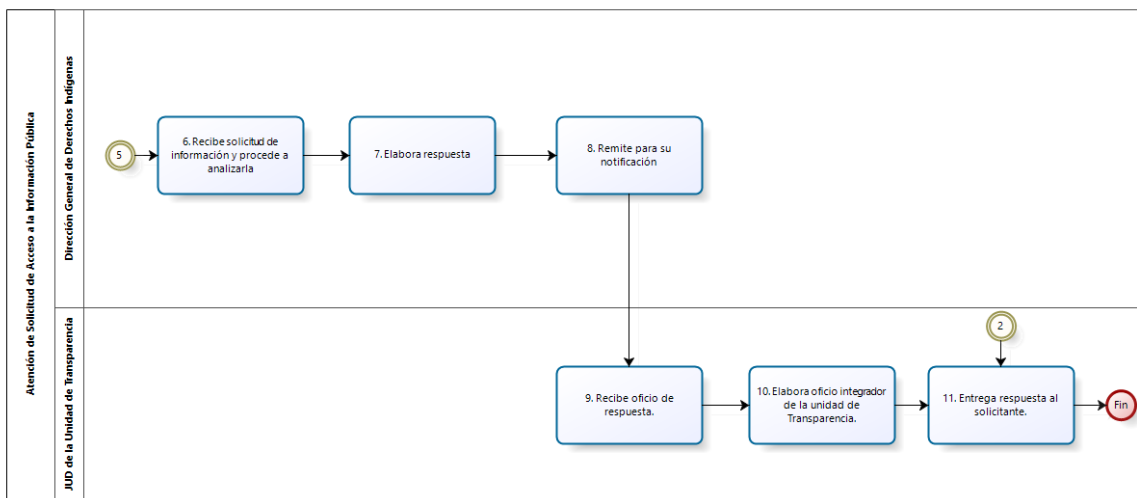 Atención de Solicitud de Acceso a la Información Pública
Dirección General de Derechos Indígenas
5
6. Recibe solicitud de
información y procede a
analizarla
7. Elabora respuesta
8. Remite para su
notificación
JUD de la Unidad de Transparencia
2
9. Recibe oficio de
respuesta.
10. Elabora oficio integrador
de la unidad de
Transparencia.
11. Entrega respuesta al
solicitante.
Fin